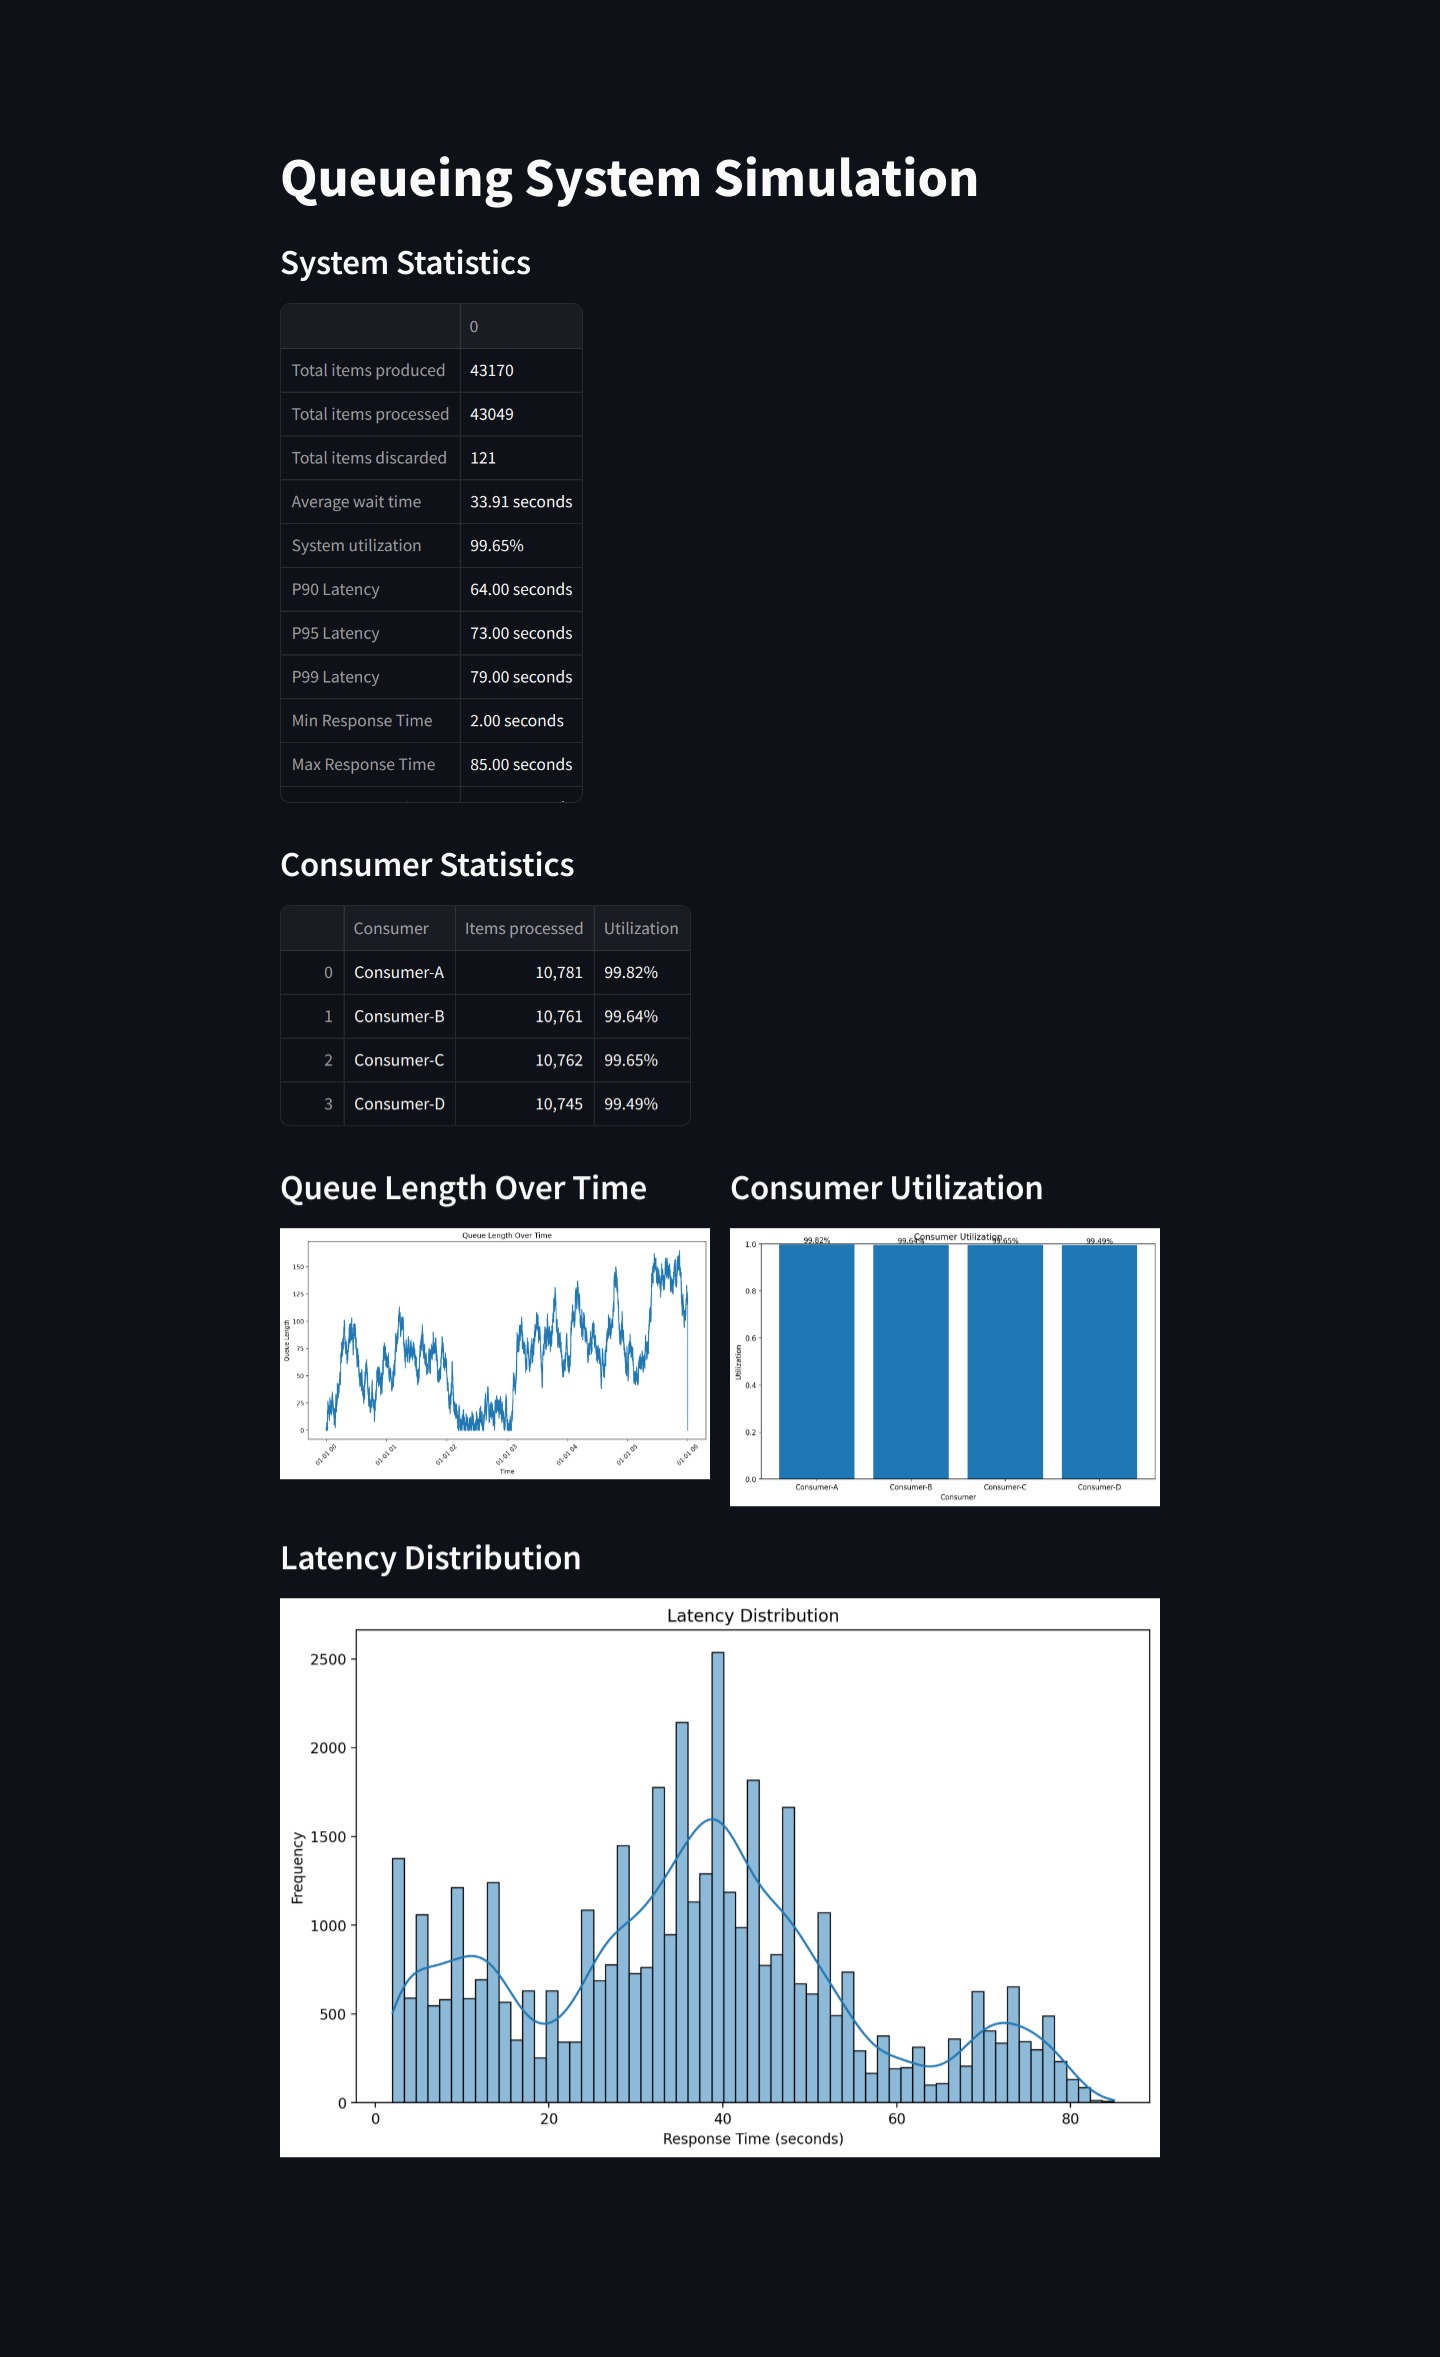 Queueing System Simulation
System Statistics
0
Total items produced 43170
Total items processed 43049
Total items discarded 121
Average wait time 33.91 seconds
System utilization 99.65%
P90 Latency 64.00 seconds
P95 Latency 73.00 seconds
P99 Latency 79.00 seconds
Min Response Time 2.00 seconds
Max Response Time 85.00 seconds
Consumer Statistics
Consumer Items processed Utilization
0 Consumer-A 10,781 99.82%
1 Consumer-B 10,761 99.64%
2 Consumer-C 10,762 99.65%
3 Consumer-D 10,745 99.49%
Queue Length Over Time
Queue Length Over Time
Queue Length
150
125
100
75
50
25
0
01-01 00 01-01 01 01-01 02 01-01 03 01-01 04 01-01 05 01-01 06
Time
Consumer Utilization
Consumer Utilization
99.82% 99.64% 99.65% 99.49%
Utilization
1.0
0.8
0.6
0.4
0.2
0.0
Consumer-A Consumer-B Consumer-C Consumer-D
Consumer
Latency Distribution
Latency Distribution
Frequency
2500
2000
1500
1000
500
0
0 20 40 60 80
Response Time (seconds)